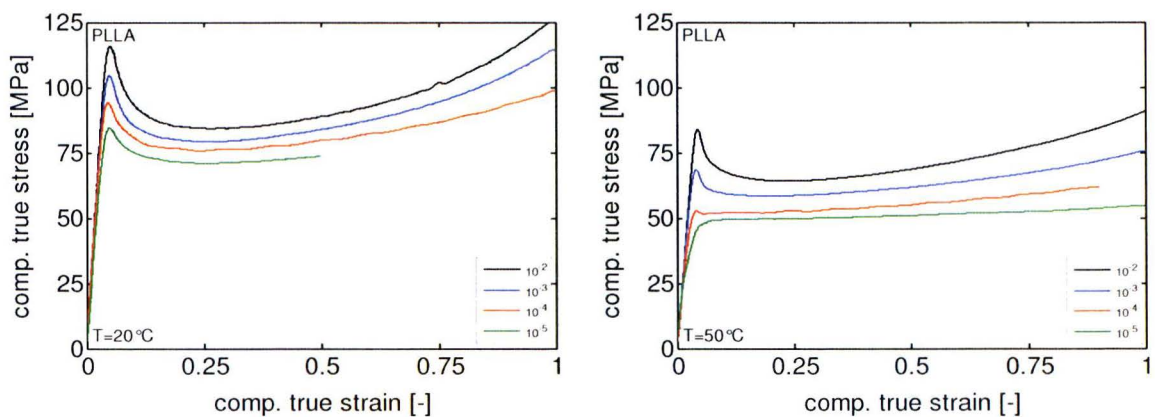 125
100
75
50
25
0
comp. true stress [MPa]
PLLA
T=20°C
10-2
10-3
10-4
10-5
0 0.25 0.5 0.75 1
comp. true strain [-]
125
100
75
50
25
0
comp. true stress [MPa]
PLLA
T=50°C
10-2
10-3
10-4
10-5
0 0.25 0.5 0.75 1
comp. true strain [-]